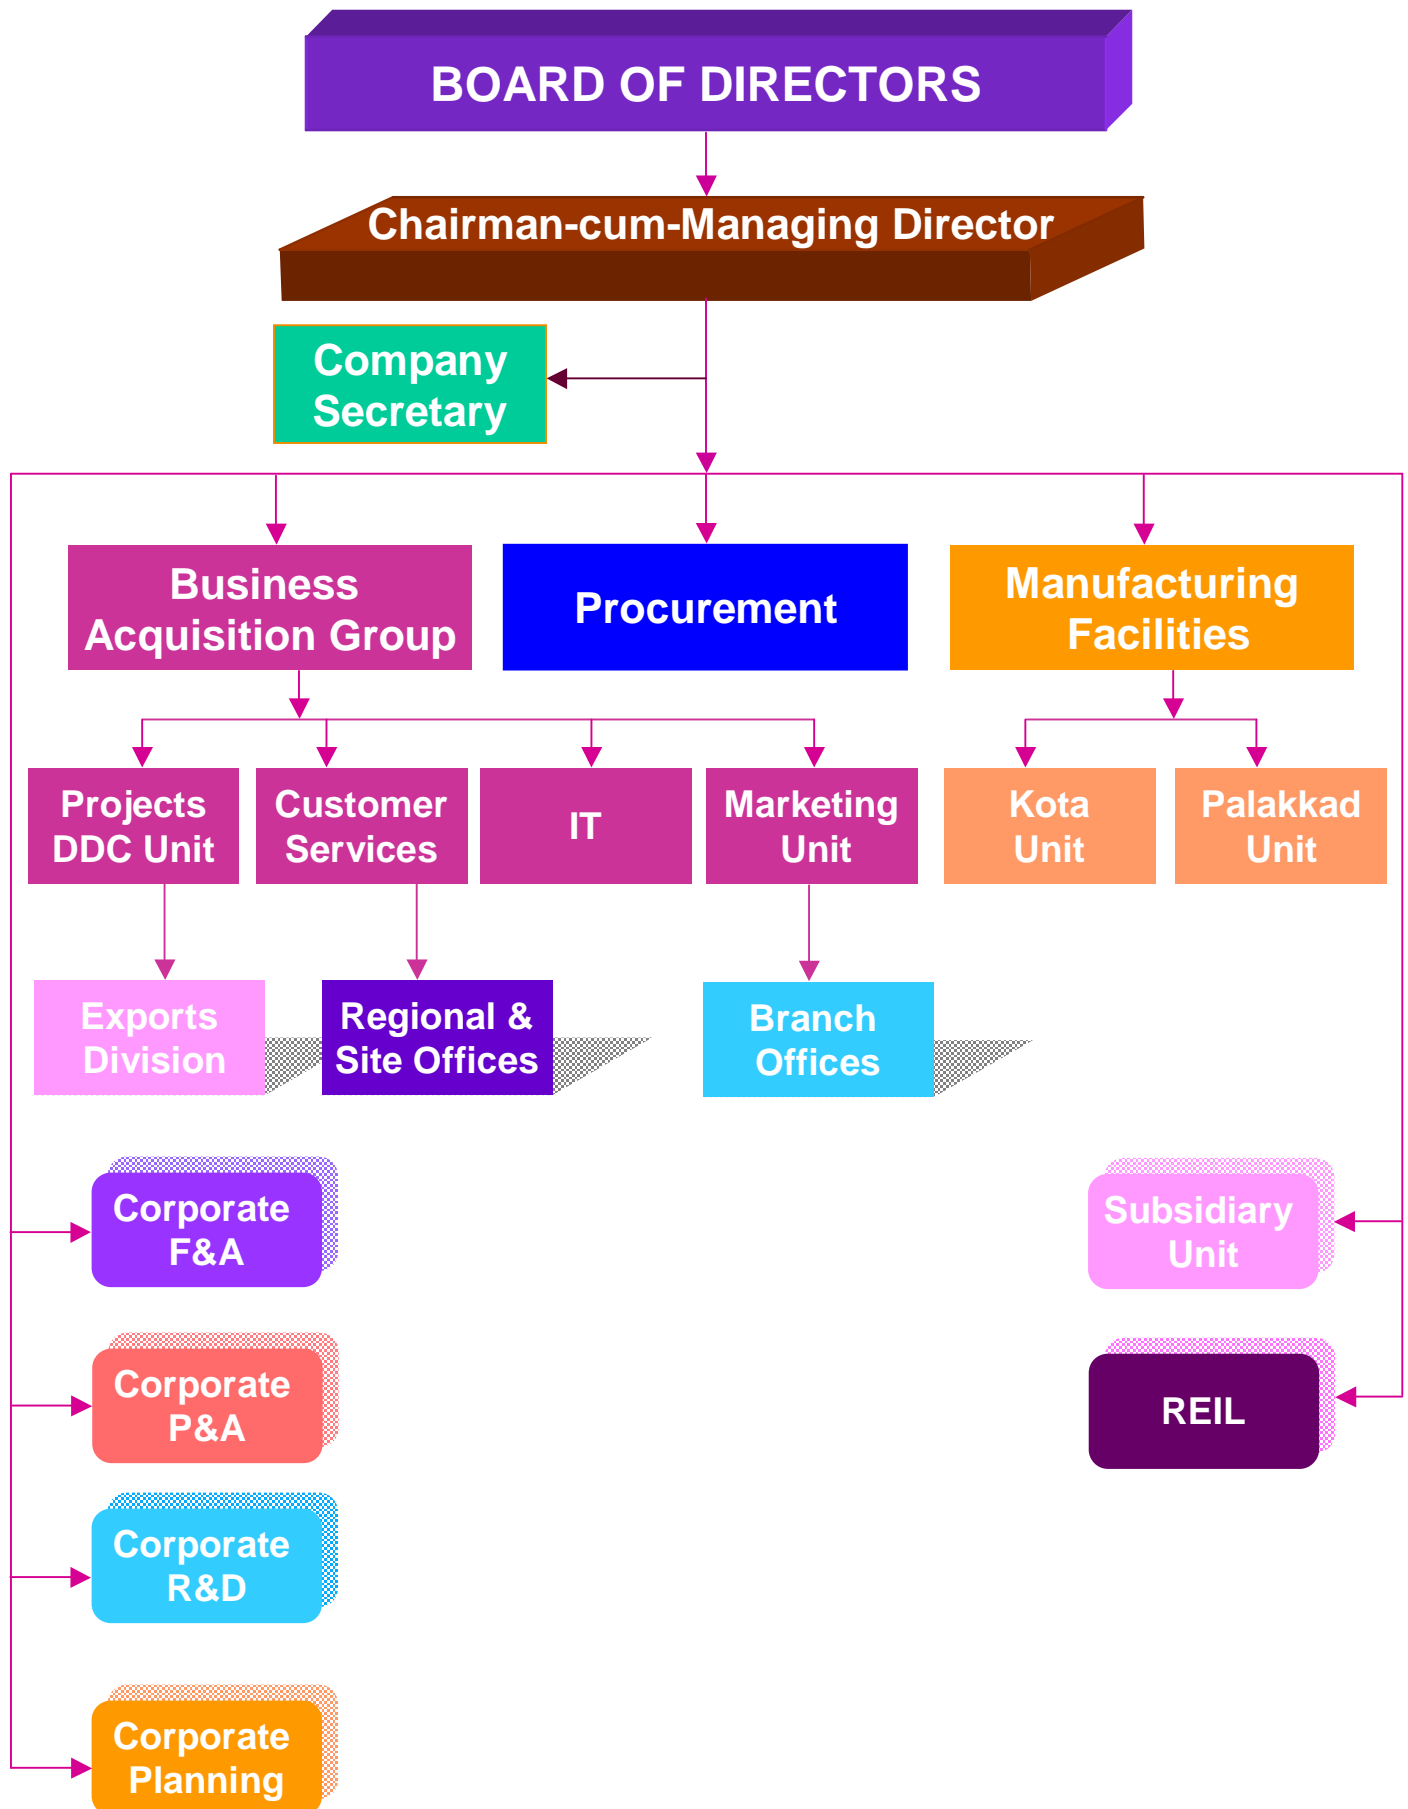 BOARD OF DIRECTORS
Chairman-cum-Managing Director
Company
Secretary
Business
Acquisition Group
Procurement
Manufacturing
Facilities
Projects
DDC Unit
Customer
Services
IT
Marketing
Unit
Kota
Unit
Palakkad
Unit
Exports
Division
Regional &
Site Offices
Branch
Offices
Corporate
F&A
Subsidiary
Unit
Corporate
P&A
REIL
Corporate
R&D
Corporate
Planning